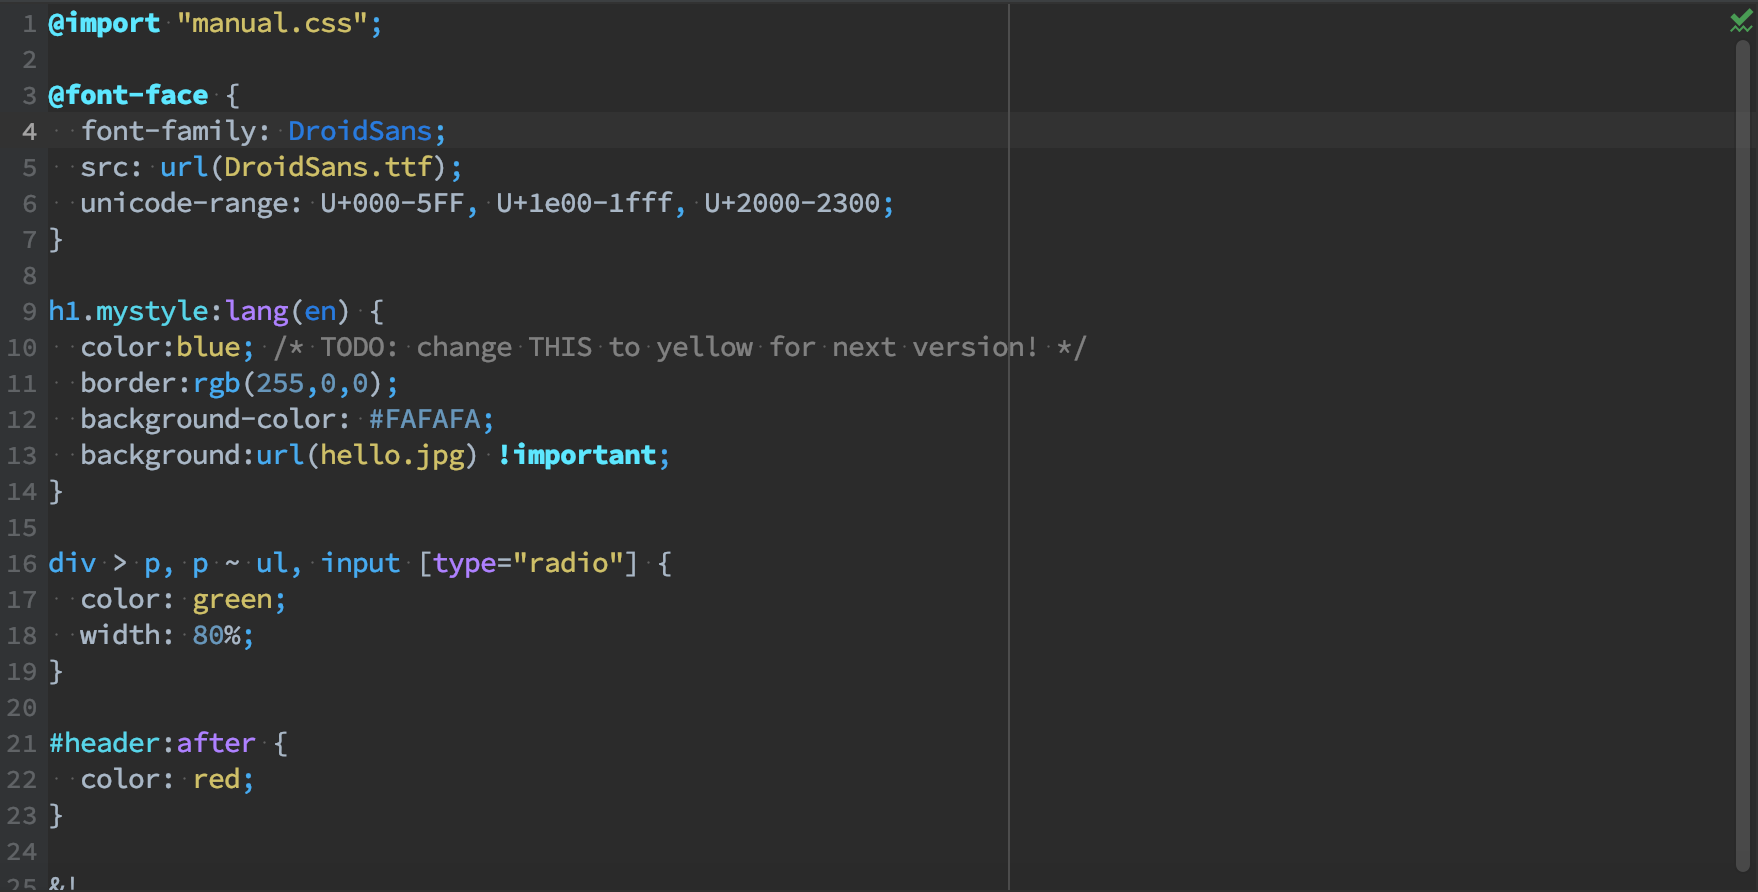 1 @import "manual.css";
2
3 @font-face {
4   font-family: DroidSans;
5   src: url(DroidSans.ttf);
6   unicode-range: U+000-5FF, U+1e00-1fff, U+2000-2300;
7 }
8
9 h1.mystyle:lang(en) {
10   color:blue; /* TODO: change THIS to yellow for next version! */
11   border:rgb(255,0,0);
12   background-color: #FAFAFA;
13   background:url(hello.jpg) !important;
14 }
15
16 div > p, p ~ ul, input [type="radio"] {
17   color: green;
18   width: 80%;
19 }
20
21 #header:after {
22   color: red;
23 }
24
25